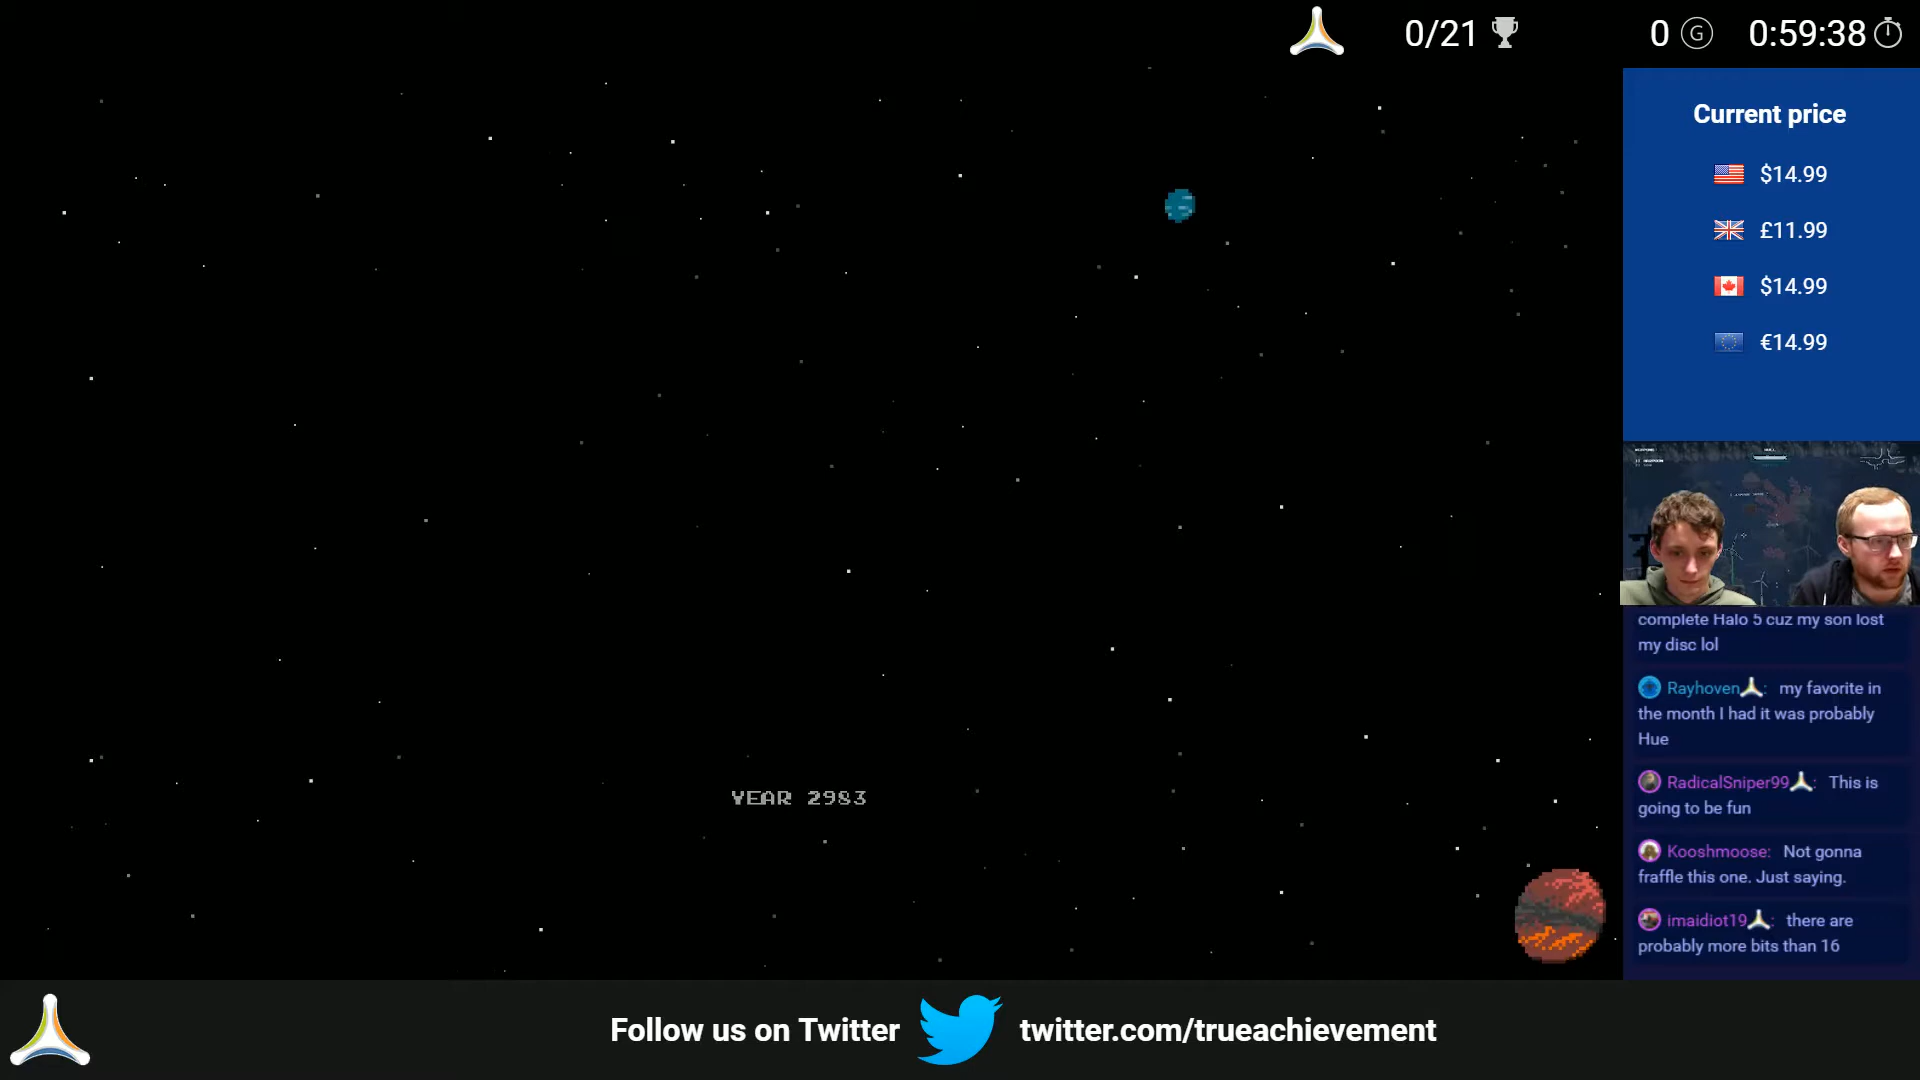 0/21
0 G 0:59:38
Current price
$14.99
£11.99
$14.99
€14.99
complete Halo 5 cuz my son lost
my disc lol
Rayhoven: my favorite in
the month I had it was probably
Hue
RadicalSniper99: This is
going to be fun
Kooshmoose: Not gonna
fraffle this one. Just saying.
imaidiot19: there are
probably more bits than 16
YEAR 2983
Follow us on Twitter twitter.com/trueachievement